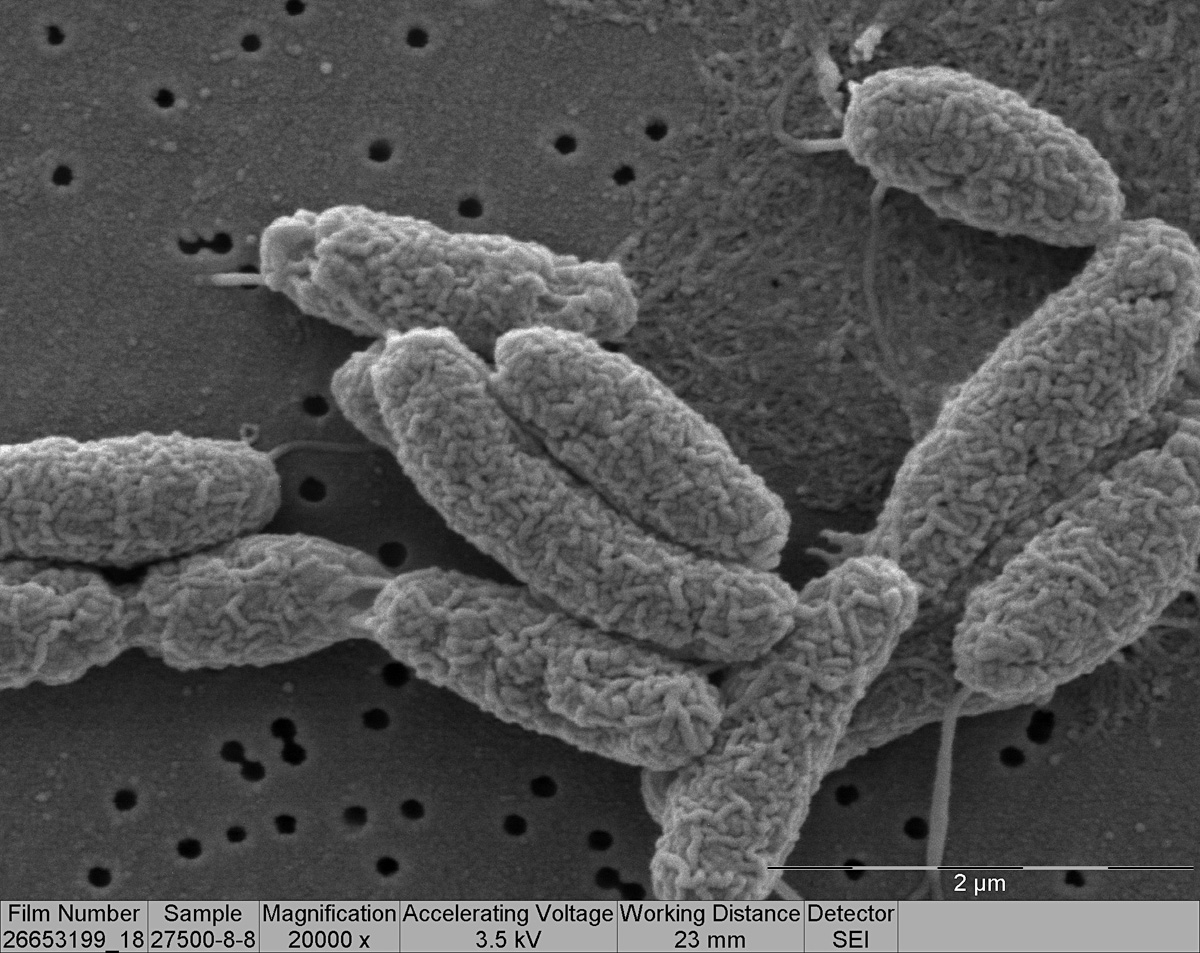 2 µm
Film Number Sample Magnification Accelerating Voltage Working Distance Detector
26653199_18 27500-8-8 20000 x 3.5 kV 23 mm SEI